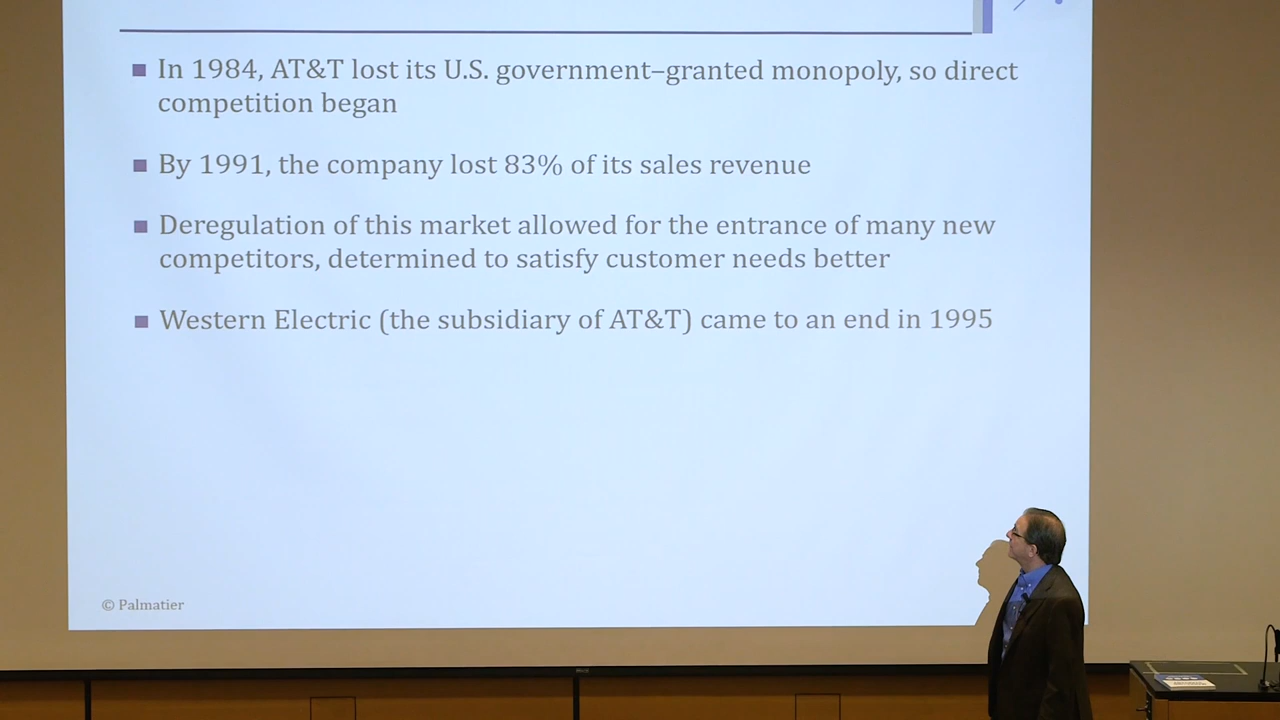 In 1984, AT&T lost its U.S. government–granted monopoly, so direct
competition began
By 1991, the company lost 83% of its sales revenue
Deregulation of this market allowed for the entrance of many new
competitors, determined to satisfy customer needs better
Western Electric (the subsidiary of AT&T) came to an end in 1995
© Palmatier